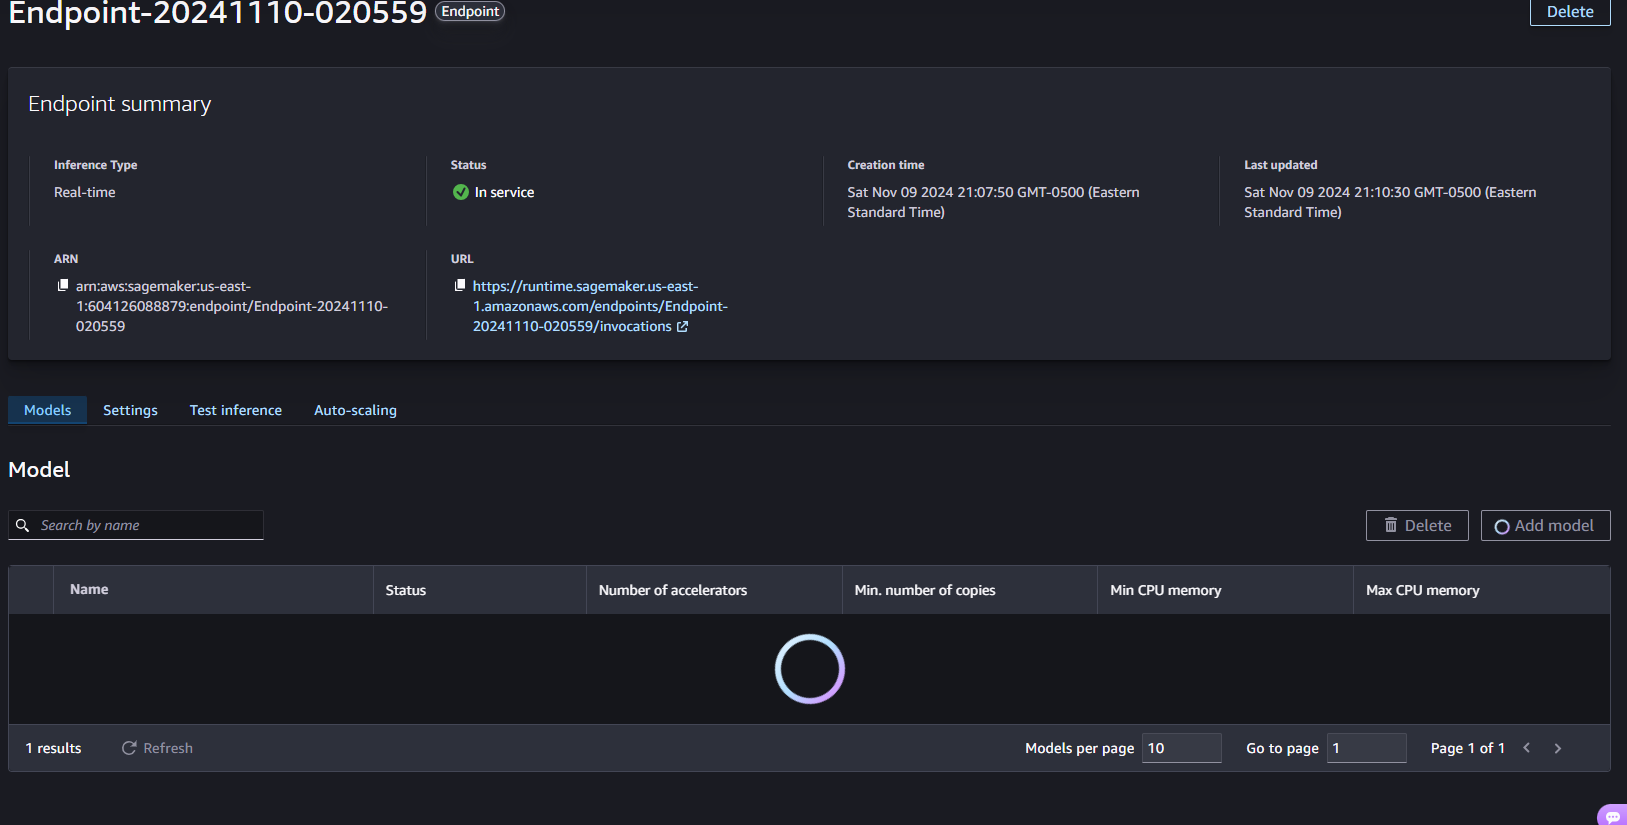 Endpoint-20241110-020559 Endpoint
Delete
Endpoint summary
Inference Type
Real-time
Status
In service
Creation time
Sat Nov 09 2024 21:07:50 GMT-0500 (Eastern
Standard Time)
Last updated
Sat Nov 09 2024 21:10:30 GMT-0500 (Eastern
Standard Time)
ARN
arn:aws:sagemaker:us-east-
1:604126088879:endpoint/Endpoint-20241110-
020559
URL
https://runtime.sagemaker.us-east-
1.amazonaws.com/endpoints/Endpoint-
20241110-020559/invocations
Models Settings Test inference Auto-scaling
Model
Search by name
Delete Add model
Name Status Number of accelerators Min. number of copies Min CPU memory Max CPU memory
1 results Refresh Models per page 10 Go to page 1 Page 1 of 1